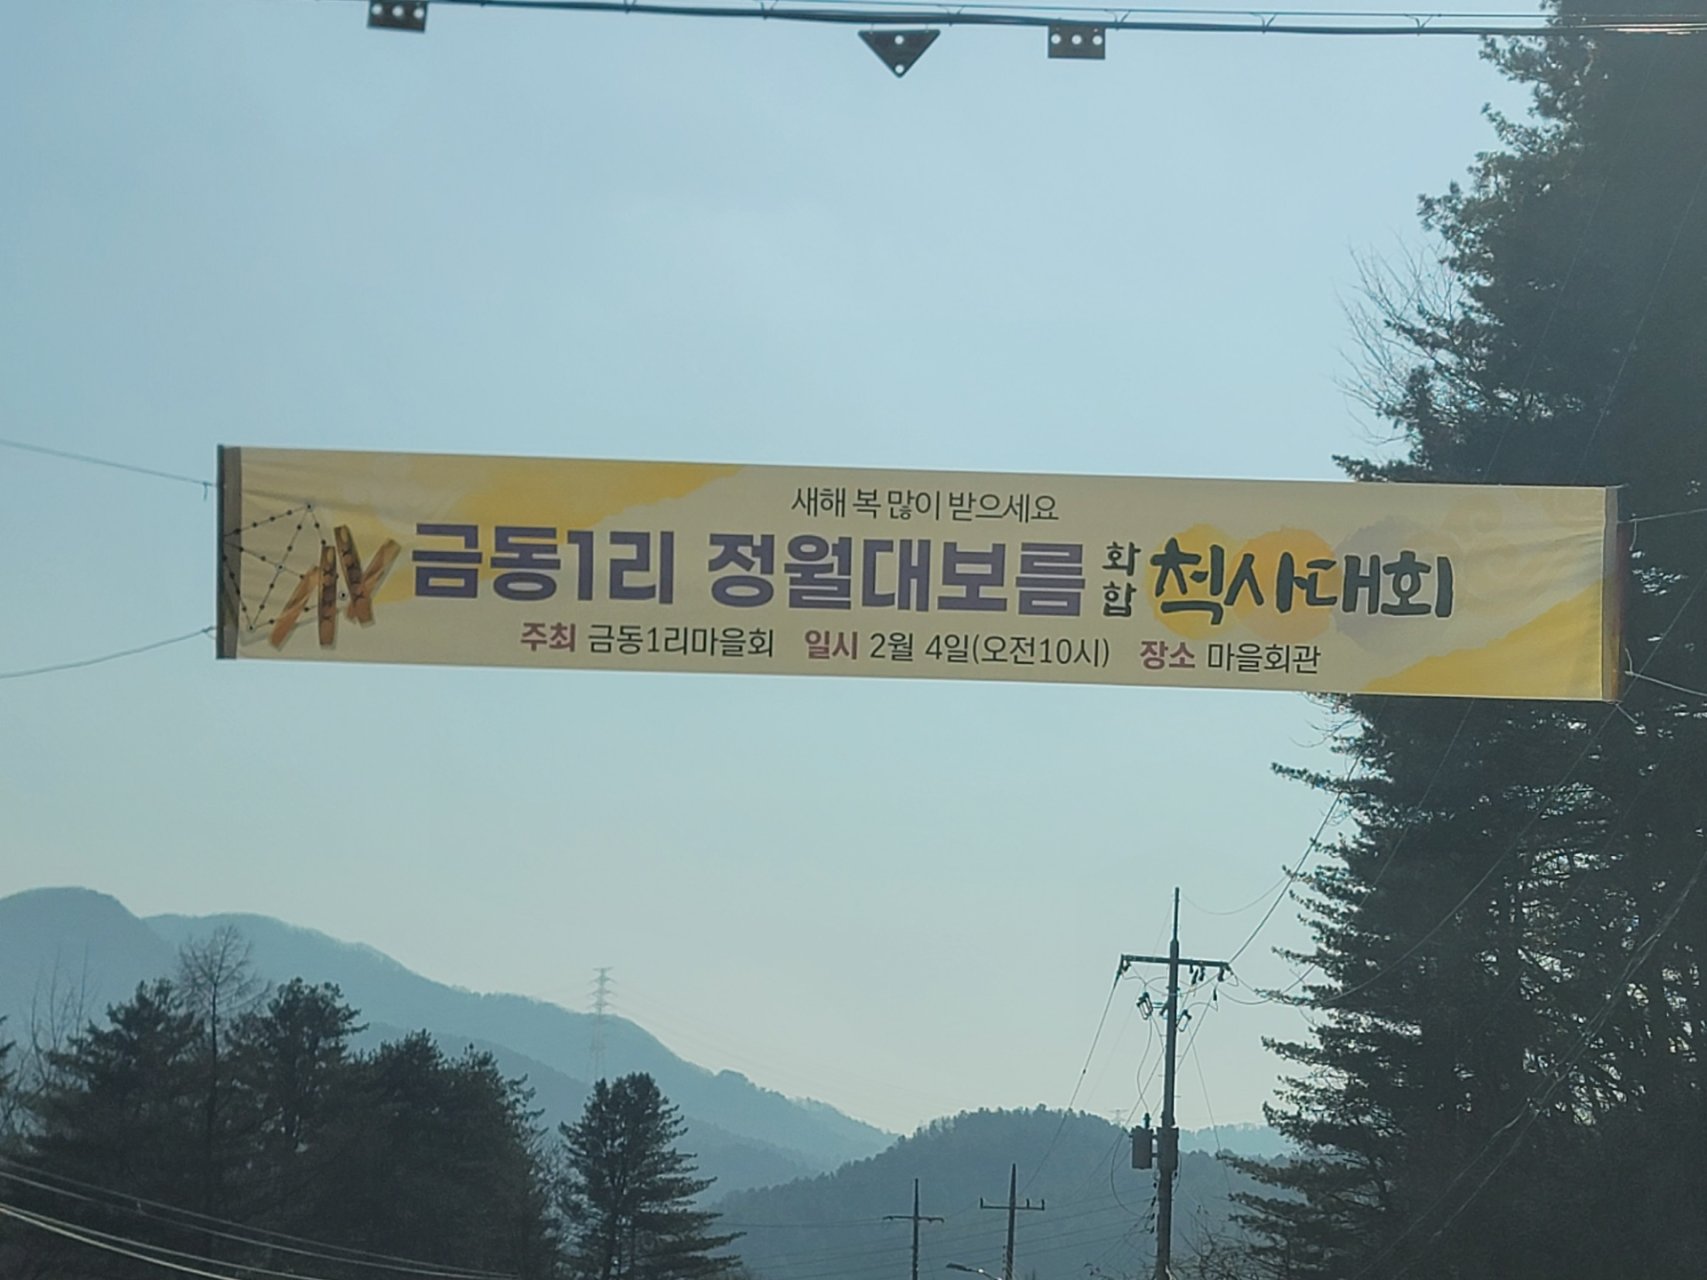 새해 복 많이 받으세요
금동1리 정월대보름 화합 척사대회
주최 금동1리마을회 일시 2월 4일(오전10시) 장소 마을회관